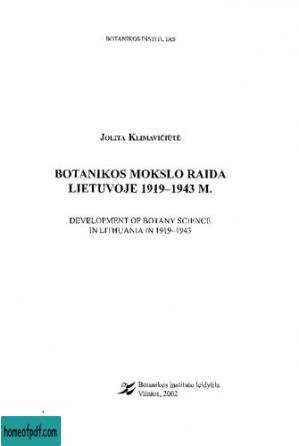 BOTANIKOS INSTITUTAS
JOLITA KLIMAVIČIŪTĖ
BOTANIKOS MOKSLO RAIDA
LIETUVOJE 1919–1943 M.
DEVELOPMENT OF BOTANY SCIENCE
IN LITHUANIA IN 1919–1943
Botanikos instituto leidykla
Vilnius, 2002
homeofpdf.com